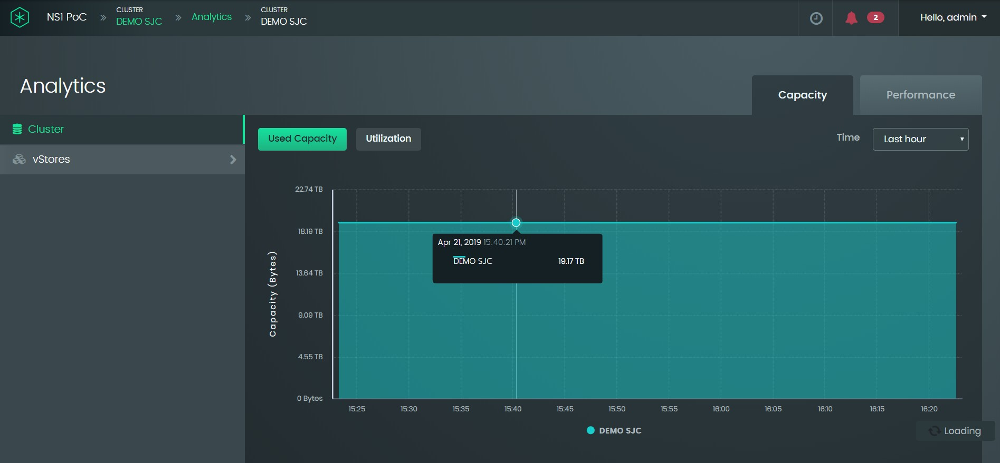 NS1 PoC » CLUSTER DEMO SJC » Analytics » CLUSTER DEMO SJC
2
Hello, admin
Analytics
Capacity
Performance
Cluster
vStores
Used Capacity
Utilization
Time
Last hour
Capacity (Bytes)
22.74 TB
18.19 TB
13.64 TB
9.09 TB
4.55 TB
0 Bytes
Apr 21, 2019 15:40:21 PM
DEMO SJC 19.17 TB
15:25 15:30 15:35 15:40 15:45 15:50 15:55 16:00 16:05 16:10 16:15 16:20
DEMO SJC
Loading